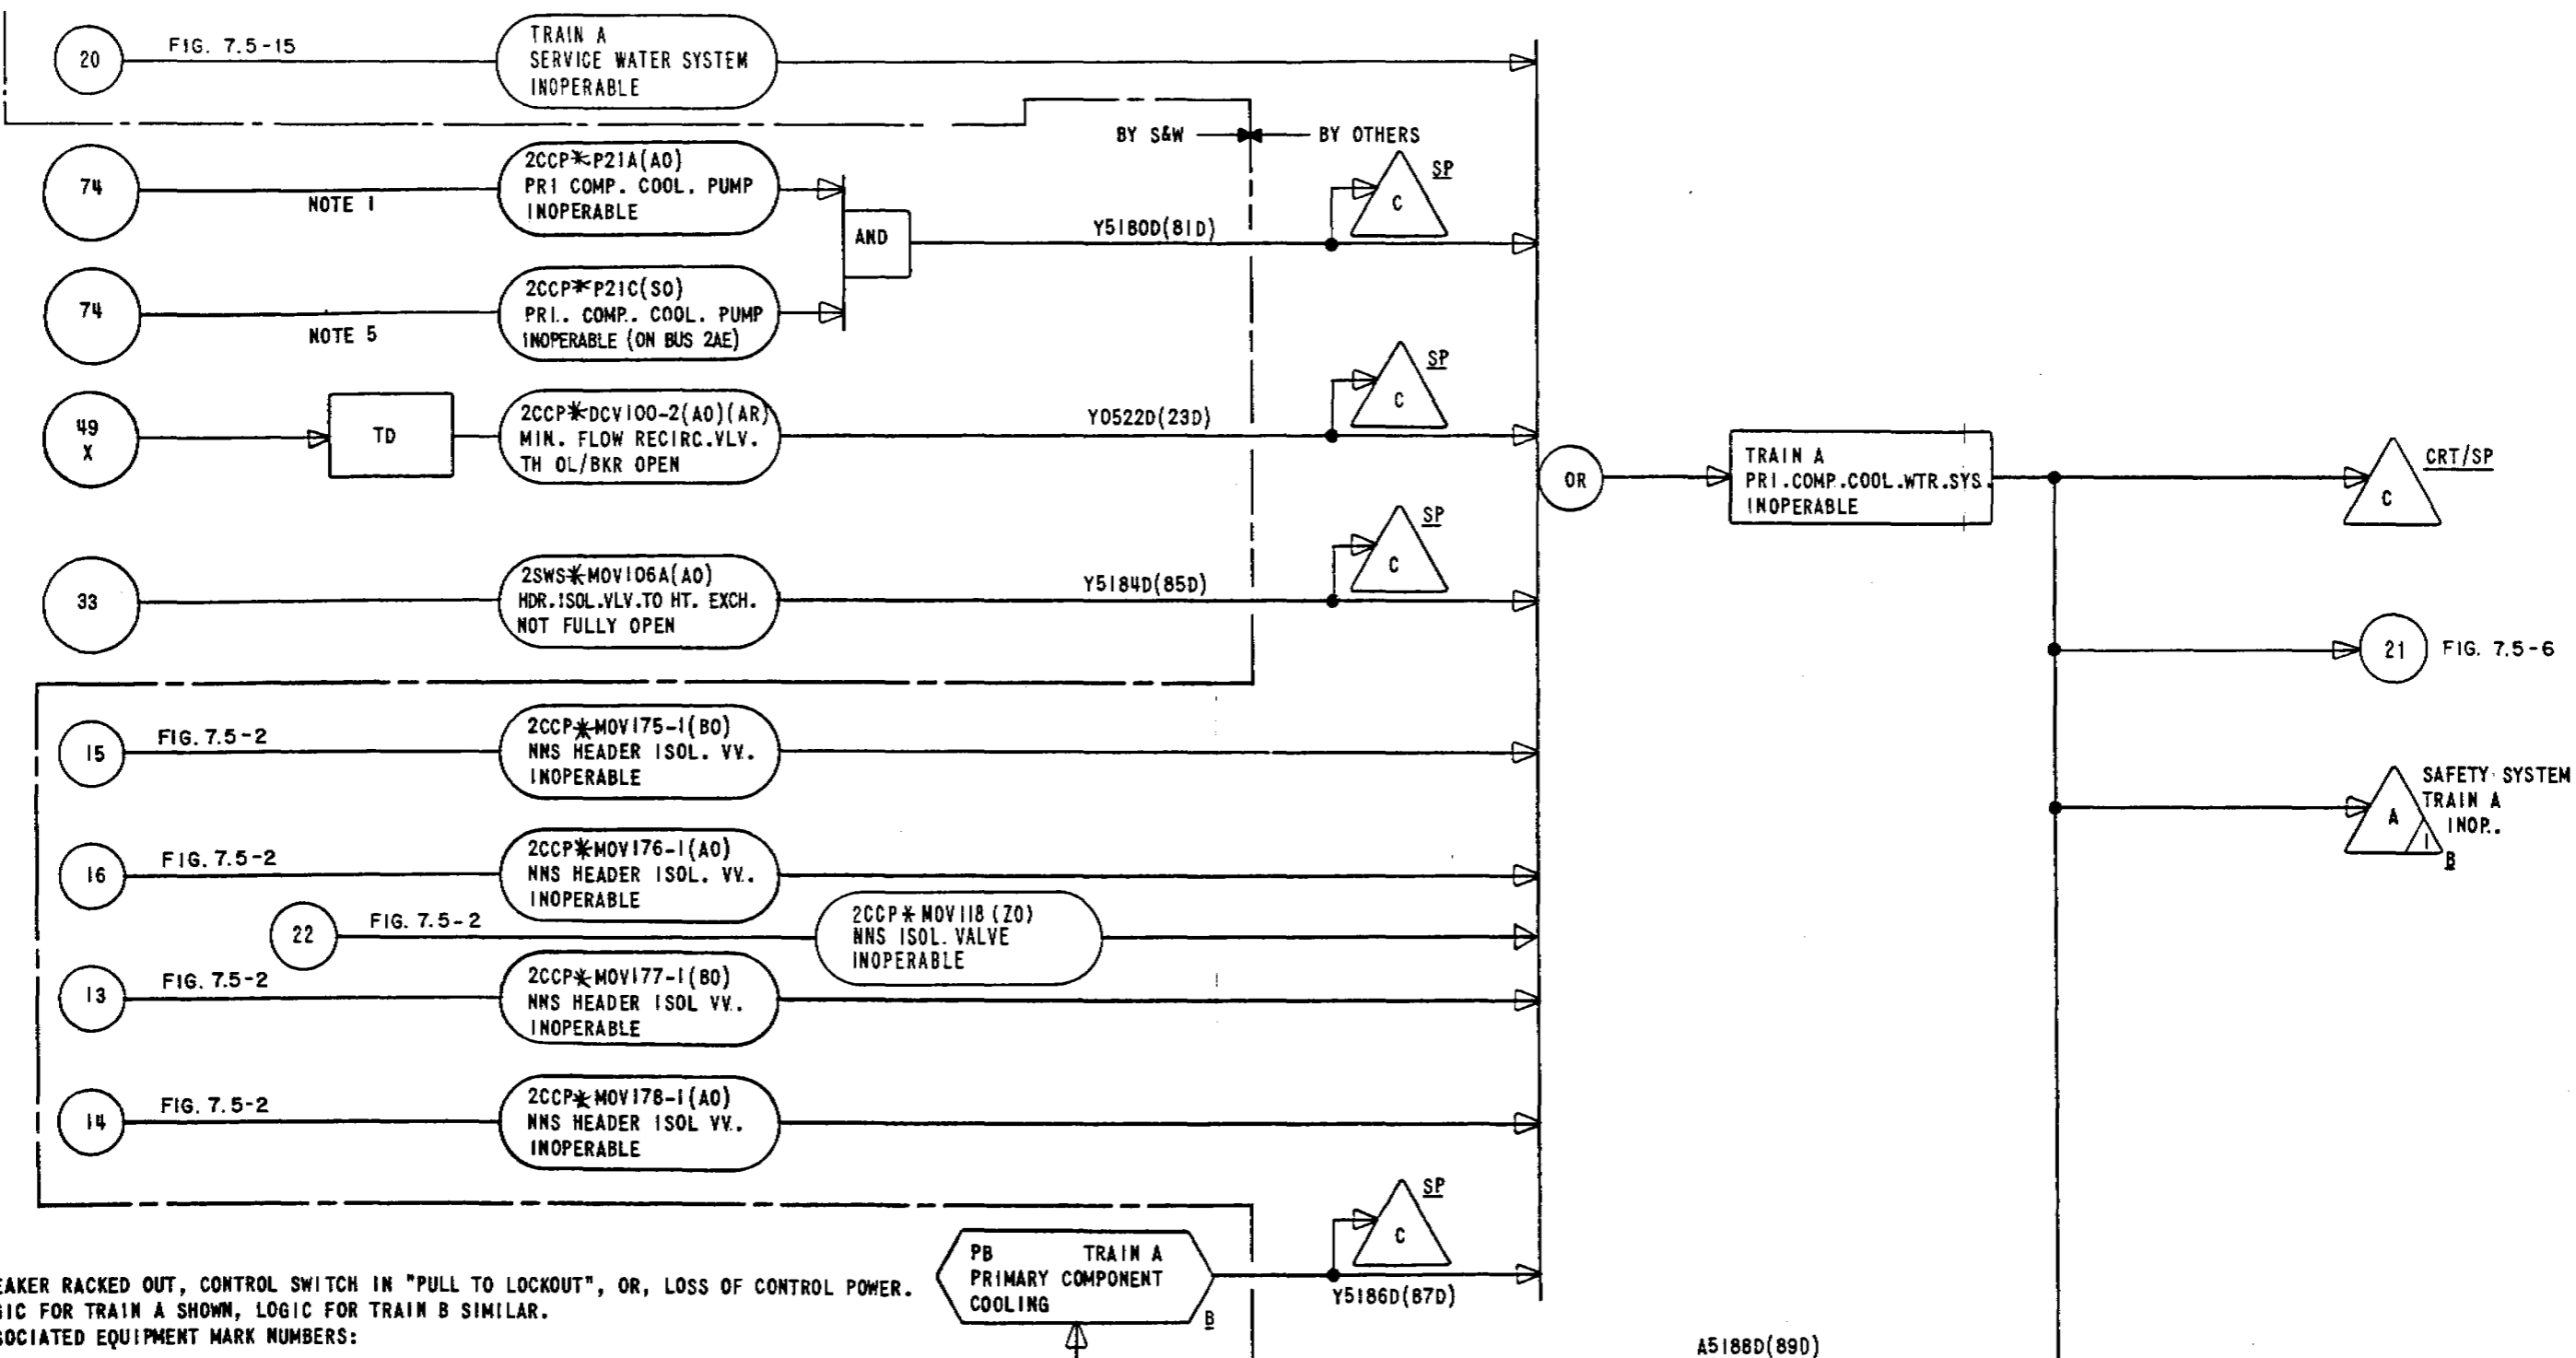 20
FIG. 7.5-15
TRAIN A
SERVICE WATER SYSTEM
INOPERABLE
BY S&W
BY OTHERS
74
NOTE 1
2CCP*P21A(AO)
PRI COMP. COOL. PUMP
INOPERABLE
AND
Y5180D(81D)
SP
C
74
NOTE 5
2CCP*P21C(SO)
PRI.. COMP.. COOL. PUMP
INOPERABLE (ON BUS 2AE)
49
X
TD
2CCP*DCV100-2(AO)(AR)
MIN. FLOW RECIRC.VLV.
TH OL/BKR OPEN
Y0522D(23D)
SP
C
OR
TRAIN A
PRI.COMP.COOL.WTR.SYS.
INOPERABLE
CRT/SP
C
33
2SWS*MOV106A(AO)
HDR.ISOL.VLV.TO HT. EXCH.
NOT FULLY OPEN
Y5184D(85D)
SP
C
21
FIG. 7.5-6
15
FIG. 7.5-2
2CCP*MOV175-1(BO)
NNS HEADER ISOL. VV.
INOPERABLE
SAFETY SYSTEM
TRAIN A
INOP..
A
1
B
16
FIG. 7.5-2
2CCP*MOV176-1(AO)
NNS HEADER ISOL. VV.
INOPERABLE
22
FIG. 7.5-2
2CCP*MOV118 (ZO)
NNS ISOL. VALVE
INOPERABLE
13
FIG. 7.5-2
2CCP*MOV177-1(BO)
NNS HEADER ISOL VV.
INOPERABLE
14
FIG. 7.5-2
2CCP*MOV178-1(AO)
NNS HEADER ISOL VV.
INOPERABLE
PB TRAIN A
PRIMARY COMPONENT
COOLING
B
SP
C
Y5186D(87D)
EAKER RACKED OUT, CONTROL SWITCH IN "PULL TO LOCKOUT", OR, LOSS OF CONTROL POWER.
GIC FOR TRAIN A SHOWN, LOGIC FOR TRAIN B SIMILAR.
SOCIATED EQUIPMENT MARK NUMBERS:
A5188D(89D)